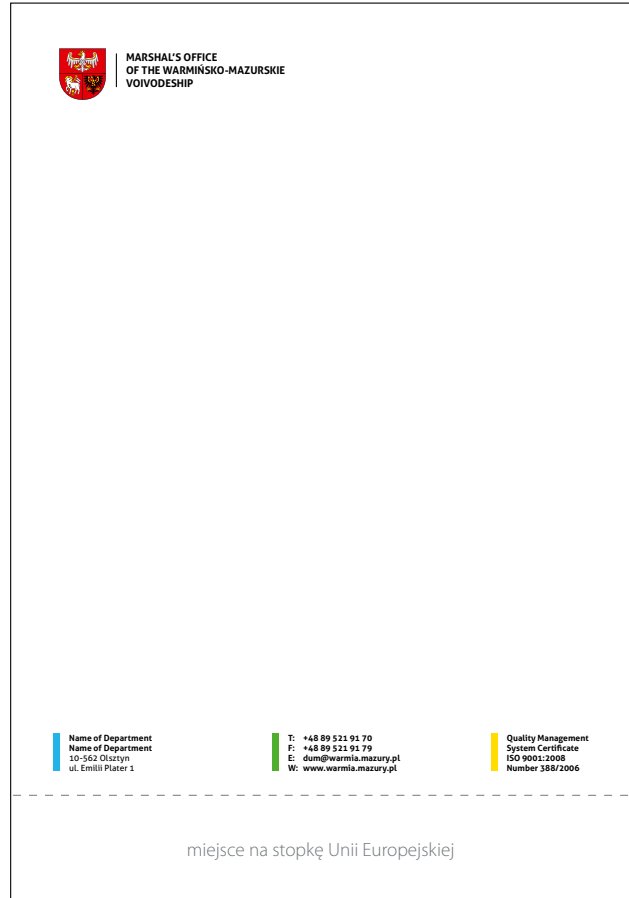 MARSHAL'S OFFICE
OF THE WARMIŃSKO-MAZURSKIE
VOIVODESHIP
Name of Department
Name of Department
10-562 Olsztyn
ul. Emilii Plater 1
T: +48 89 521 91 70
F: +48 89 521 91 79
E: dum@warmia.mazury.pl
W: www.warmia.mazury.pl
Quality Management
System Certificate
ISO 9001:2008
Number 388/2006
miejsce na stopkę Unii Europejskiej